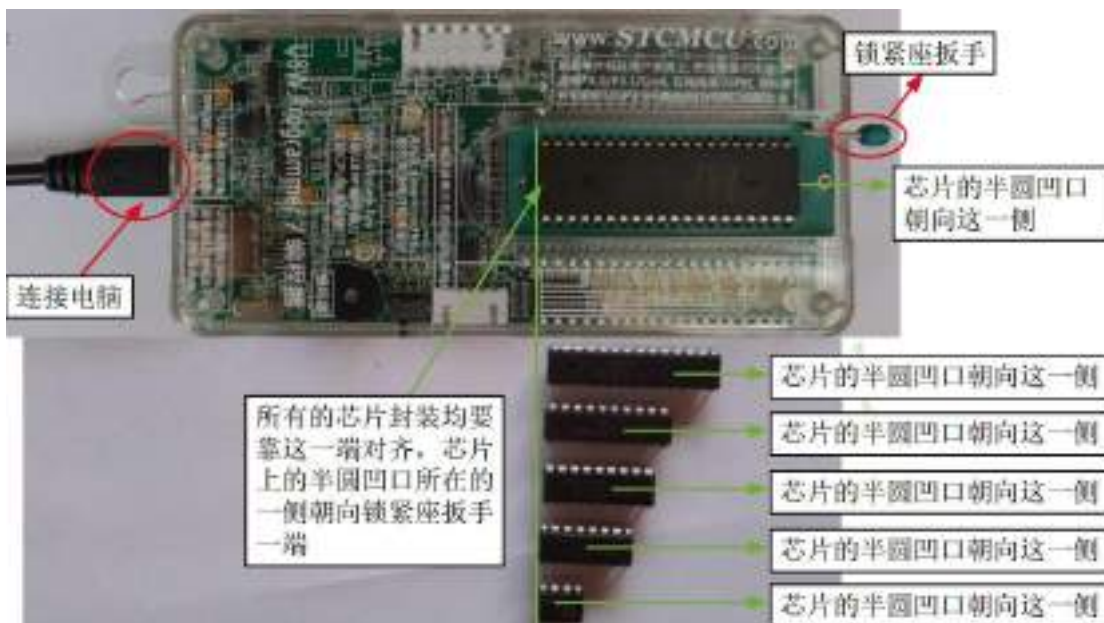 www.STCMCU.com
锁紧座扳手
U8W Programmer /
芯片的半圆凹口
朝向这一侧
连接电脑
所有的芯片封装均要
靠这一端对齐。芯片
上的半圆凹口所在的
一侧朝向锁紧座扳手
一端
芯片的半圆凹口朝向这一侧
芯片的半圆凹口朝向这一侧
芯片的半圆凹口朝向这一侧
芯片的半圆凹口朝向这一侧
芯片的半圆凹口朝向这一侧